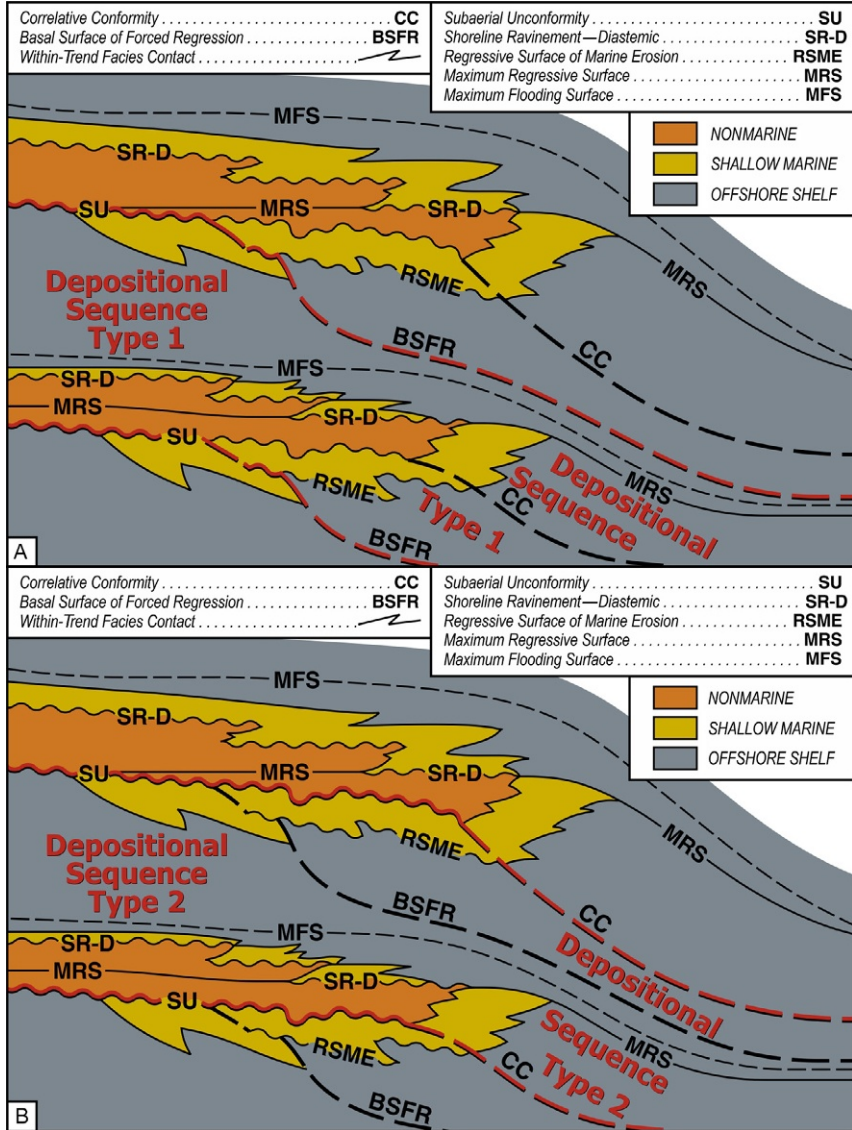 Correlative Conformity . . . . . . . . . . . . . . . . . . . . . CC
Basal Surface of Forced Regression . . . . . . . . . BSFR
Within-Trend Facies Contact . . . . . . . .
Subaerial Unconformity . . . . . . . . . . . . . . . . . . . . . . . . SU
Shoreline Ravinement—Diastemic . . . . . . . . . . . . . SR-D
Regressive Surface of Marine Erosion . . . . . . . . . RSME
Maximum Regressive Surface . . . . . . . . . . . . . . . . . MRS
Maximum Flooding Surface . . . . . . . . . . . . . . . . . . . MFS
NONMARINE
SHALLOW MARINE
OFFSHORE SHELF
MFS
SR-D
SU
MRS
SR-D
RSME
MRS
Depositional
Sequence
Type 1
BSFR
CC
MFS
SR-D
MRS
SR-D
SU
RSME
MRS
Depositional
Sequence
Type 1
CC
BSFR
A
Correlative Conformity . . . . . . . . . . . . . . . . . . . . . CC
Basal Surface of Forced Regression . . . . . . . . . BSFR
Within-Trend Facies Contact . . . . . . . .
Subaerial Unconformity . . . . . . . . . . . . . . . . . . . . . . . . SU
Shoreline Ravinement—Diastemic . . . . . . . . . . . . . SR-D
Regressive Surface of Marine Erosion . . . . . . . . . RSME
Maximum Regressive Surface . . . . . . . . . . . . . . . . . MRS
Maximum Flooding Surface . . . . . . . . . . . . . . . . . . . MFS
NONMARINE
SHALLOW MARINE
OFFSHORE SHELF
MFS
SR-D
SU
MRS
SR-D
RSME
MRS
Depositional
Sequence
Type 2
BSFR
CC
MFS
SR-D
MRS
SR-D
SU
RSME
MRS
Depositional
Sequence
Type 2
CC
BSFR
B